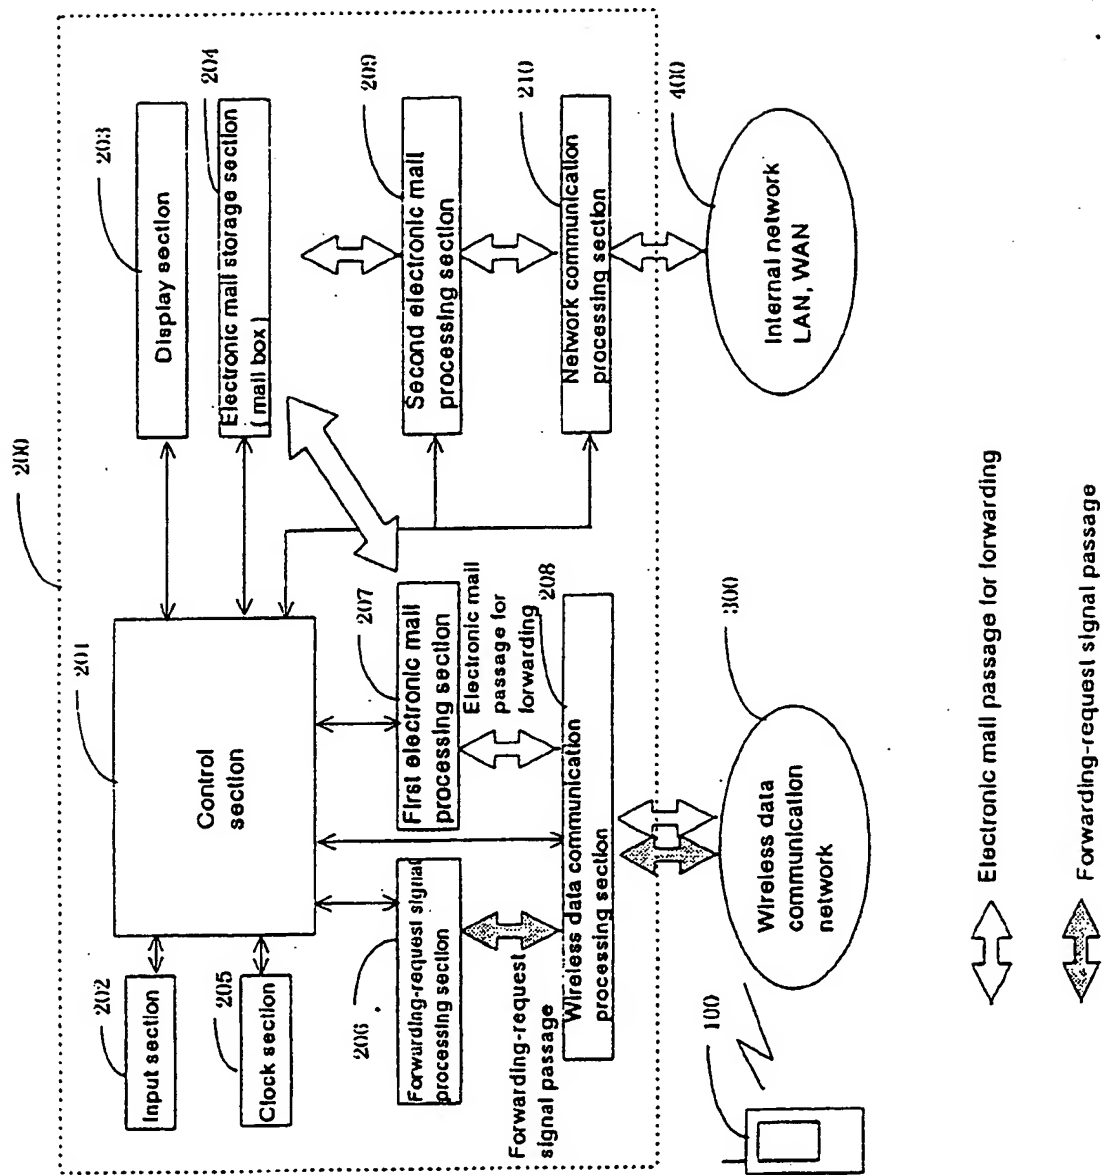 200
201
Control
section
202
Input section
205
Clock section
203
Display section
204
Electronic mail storage section
( mail box )
206
Forwarding-request signal
processing section
207
First electronic mail
processing section
209
Second electronic mail
processing section
Forwarding-request
signal passage
Electronic mail
passage for
forwarding
208
Wireless data communication
processing section
210
Network communication
processing section
100
300
Wireless data
communication
network
400
Internal network
LAN, WAN
Electronic mail passage for forwarding
Forwarding-request signal passage